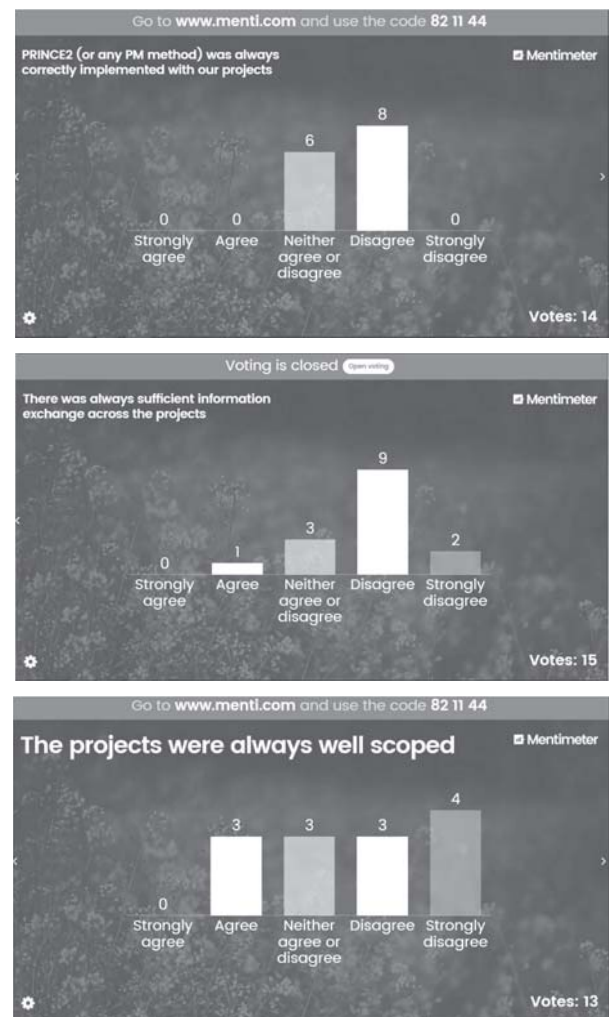 Go to www.menti.com and use the code 82 11 44
PRINCE2 (or any PM method) was always
correctly implemented with our projects
Mentimeter
8
6
0 0 0
Strongly Agree Neither Disagree Strongly
agree agree or disagree
disagree
Votes: 14
Voting is closed Open voting
There was always sufficient information
exchange across the projects
Mentimeter
9
3
2
1
0
Strongly Agree Neither Disagree Strongly
agree agree or disagree
disagree
Votes: 15
Go to www.menti.com and use the code 82 11 44
The projects were always well scoped
Mentimeter
4
3 3 3
0
Strongly Agree Neither Disagree Strongly
agree agree or disagree
disagree
Votes: 13